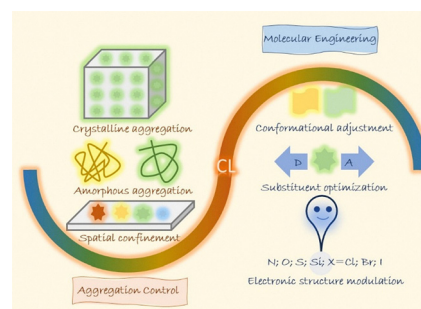 Molecular Engineering
Crystalline aggregation
Conformational adjustment
CL
D A
Amorphous aggregation
Substituent optimization
Spatial confinement
N; O; S; Si; X=Cl; Br; I
Electronic structure modulation
Aggregation Control